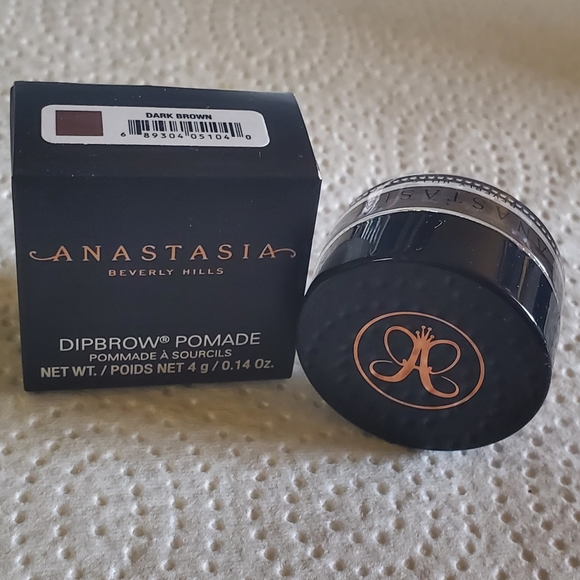 DARK BROWN
6 89304 05104 0
ANASTASIA
BEVERLY HILLS
DIPBROW® POMADE
POMMADE À SOURCILS
NET WT. / POIDS NET 4 g / 0.14 Oz.
ANASTASI
A